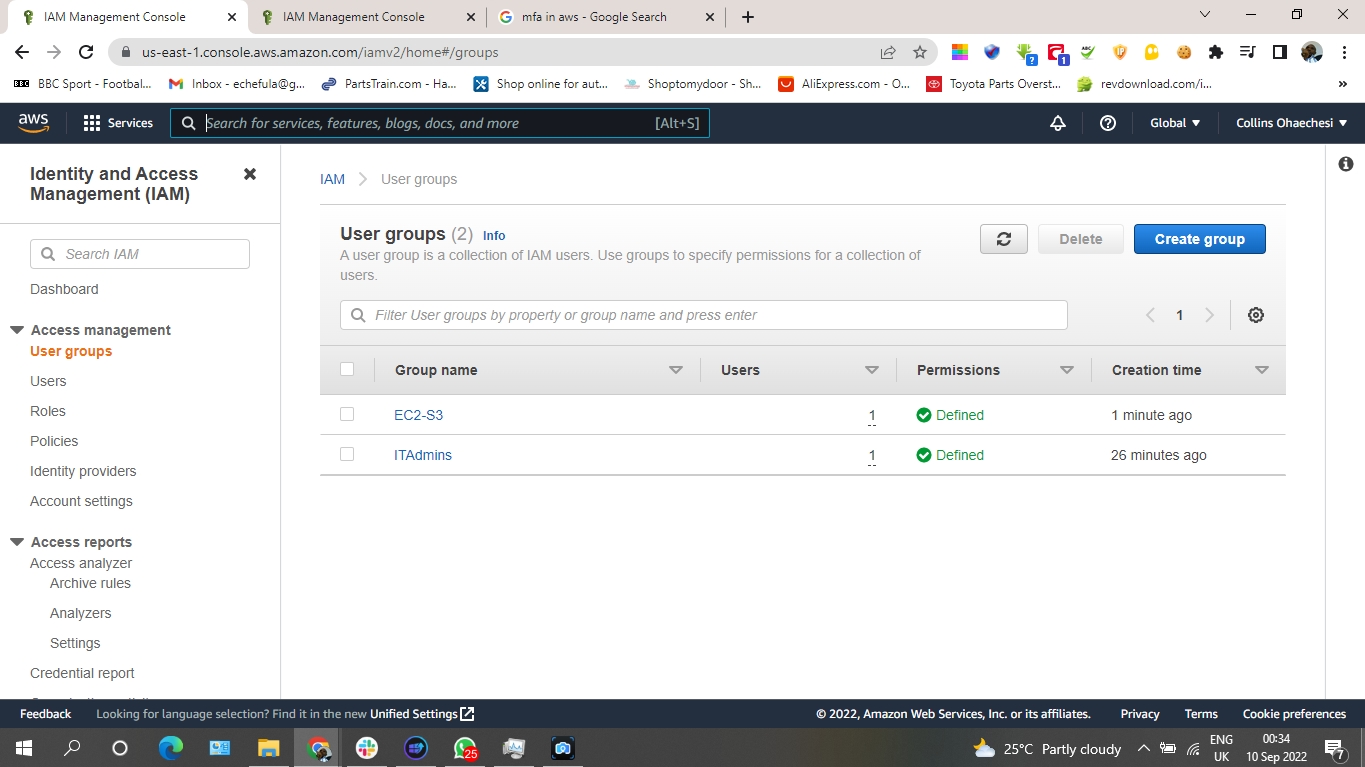 IAM Management Console
IAM Management Console
mfa in aws - Google Search
us-east-1.console.aws.amazon.com/iamv2/home#/groups
BBC Sport - Footbal...
Inbox - echefula@g...
PartsTrain.com - Ha...
Shop online for aut...
Shoptomydoor - Sh...
AliExpress.com - O...
Toyota Parts Overst...
revdownload.com/i...
»
aws
Services
Search for services, features, blogs, docs, and more
[Alt+S]
Global
Collins Ohaechesi
Identity and Access
Management (IAM)
Search IAM
Dashboard
Access management
User groups
Users
Roles
Policies
Identity providers
Account settings
Access reports
Access analyzer
Archive rules
Analyzers
Settings
Credential report
IAM
User groups
User groups (2) Info
A user group is a collection of IAM users. Use groups to specify permissions for a collection of
users.
Delete
Create group
Filter User groups by property or group name and press enter
1
Group name Users Permissions Creation time
EC2-S3 1 Defined 1 minute ago
ITAdmins 1 Defined 26 minutes ago
Feedback
Looking for language selection? Find it in the new Unified Settings
© 2022, Amazon Web Services, Inc. or its affiliates.
Privacy
Terms
Cookie preferences
25
25°C Partly cloudy
ENG
UK
00:34
10 Sep 2022
7